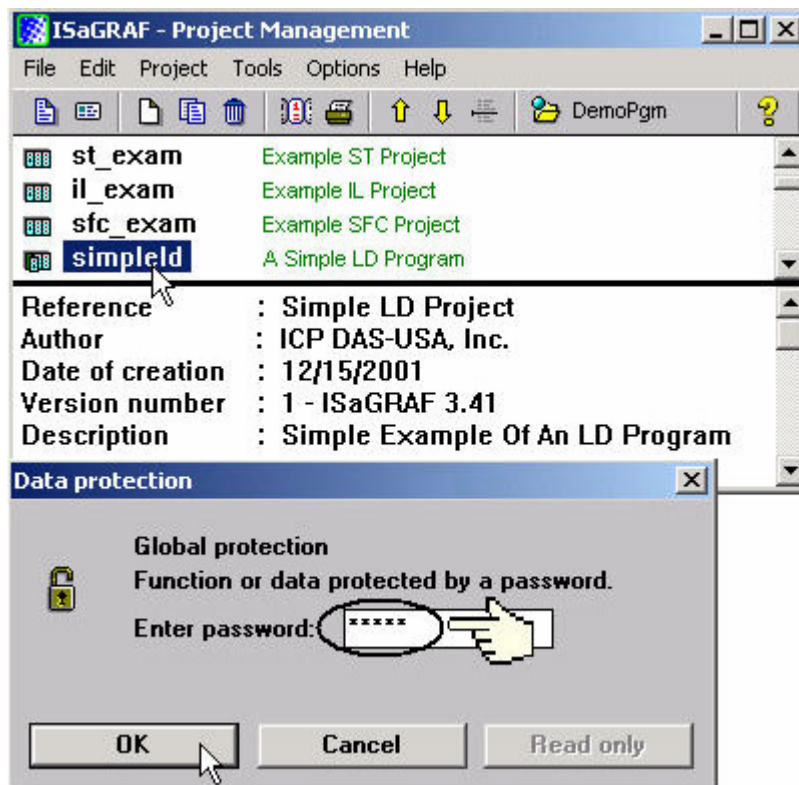 ISaGRAF - Project Management
File Edit Project Tools Options Help
DemoPgm
st_exam Example ST Project
il_exam Example IL Project
sfc_exam Example SFC Project
simpleld A Simple LD Program
Reference : Simple LD Project
Author : ICP DAS-USA, Inc.
Date of creation : 12/15/2001
Version number : 1 - ISaGRAF 3.41
Description : Simple Example Of An LD Program
Data protection
Global protection
Function or data protected by a password.
Enter password: *****
OK Cancel Read only